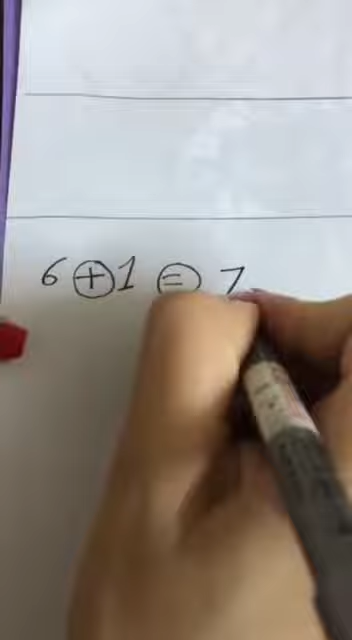 6 + 1 = 7